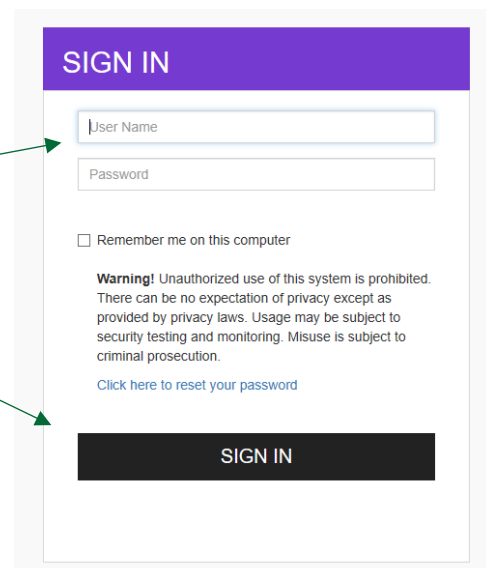 SIGN IN
User Name
Password
Remember me on this computer
Warning! Unauthorized use of this system is prohibited.
There can be no expectation of privacy except as
provided by privacy laws. Usage may be subject to
security testing and monitoring. Misuse is subject to
criminal prosecution.
Click here to reset your password
SIGN IN